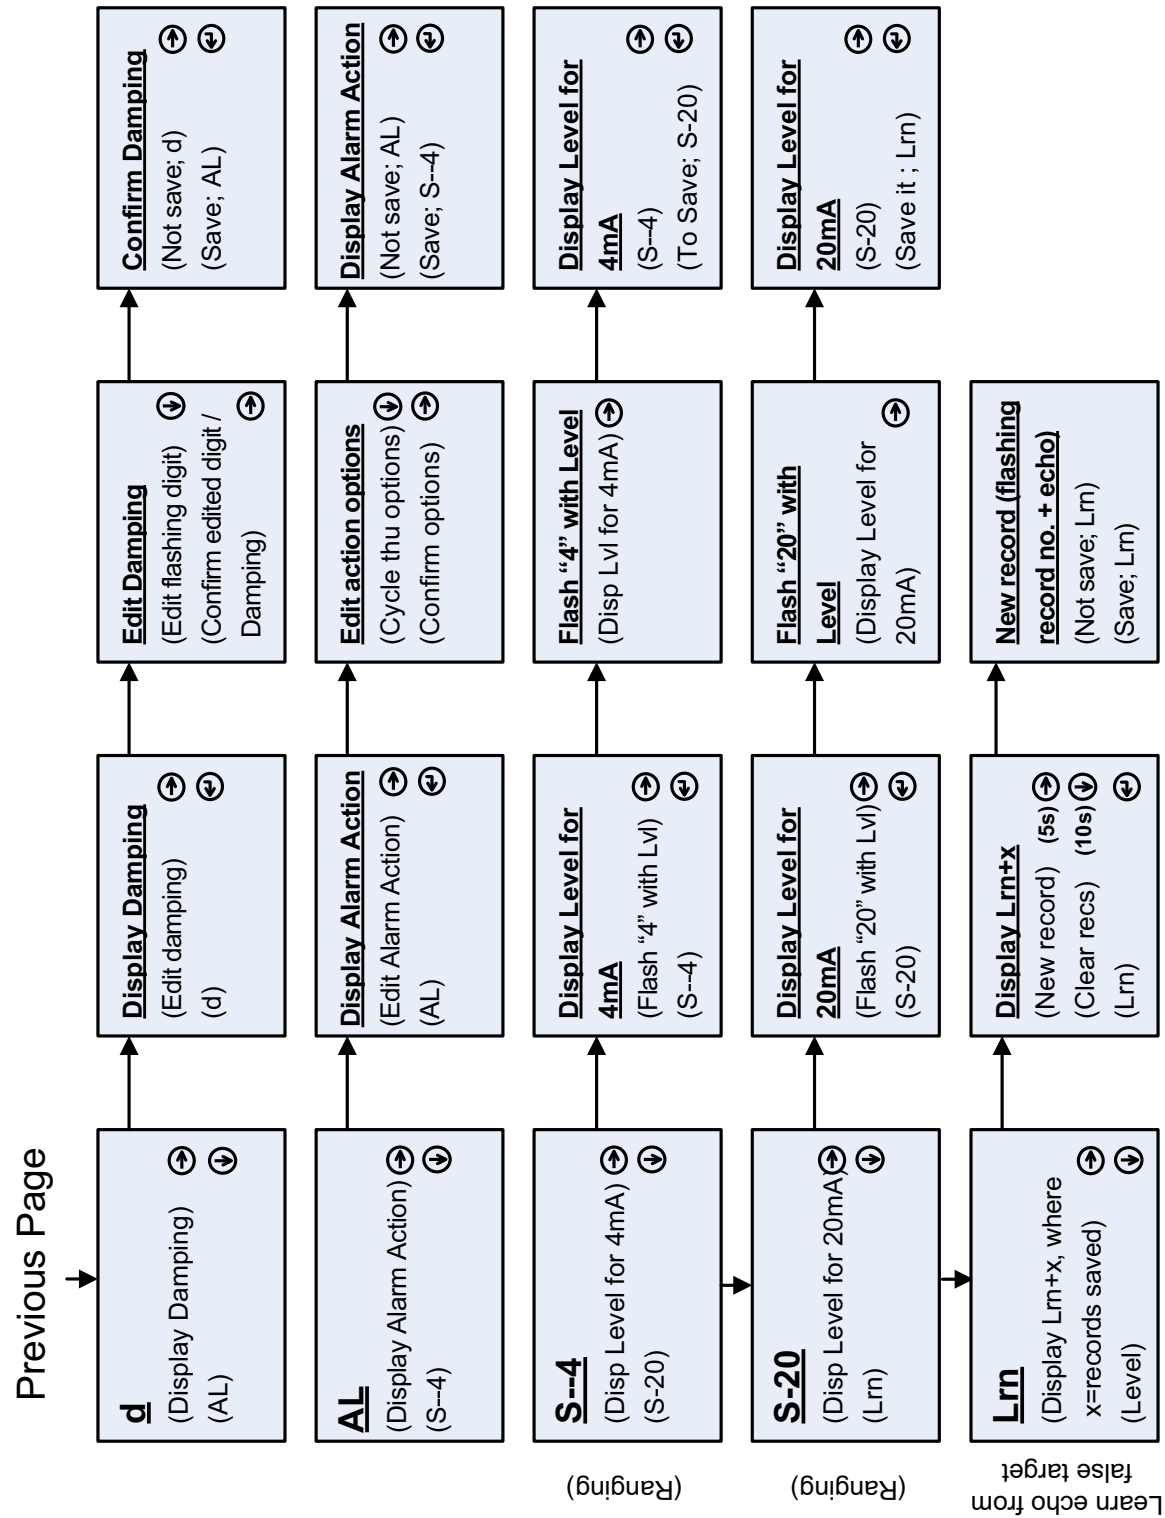 Previous Page
d
(Display Damping)
(AL)
Display Damping
(Edit damping)
(d)
Edit Damping
(Edit flashing digit)
(Confirm edited digit /
Damping)
Confirm Damping
(Not save; d)
(Save; AL)
AL
(Display Alarm Action)
(S--4)
Display Alarm Action
(Edit Alarm Action)
(AL)
Edit action options
(Cycle thu options)
(Confirm options)
Display Alarm Action
(Not save; AL)
(Save; S--4)
(Ranging)
S--4
(Disp Level for 4mA)
(S-20)
Display Level for
4mA
(Flash “4” with Lvl)
(S--4)
Flash “4” with Level
(Disp Lvl for 4mA)
Display Level for
4mA
(S--4)
(To Save; S-20)
(Ranging)
S-20
(Disp Level for 20mA)
(Lrn)
Display Level for
20mA
(Flash “20” with Lvl)
(S-20)
Flash “20” with
Level
(Display Level for
20mA)
Display Level for
20mA
(S-20)
(Save it ; Lrn)
Learn echo from
false target
Lrn
(Display Lrn+x, where
x=records saved)
(Level)
Display Lrn+x
(New record) (5s)
(Clear recs) (10s)
(Lrn)
New record (flashing
record no. + echo)
(Not save; Lrn)
(Save; Lrn)